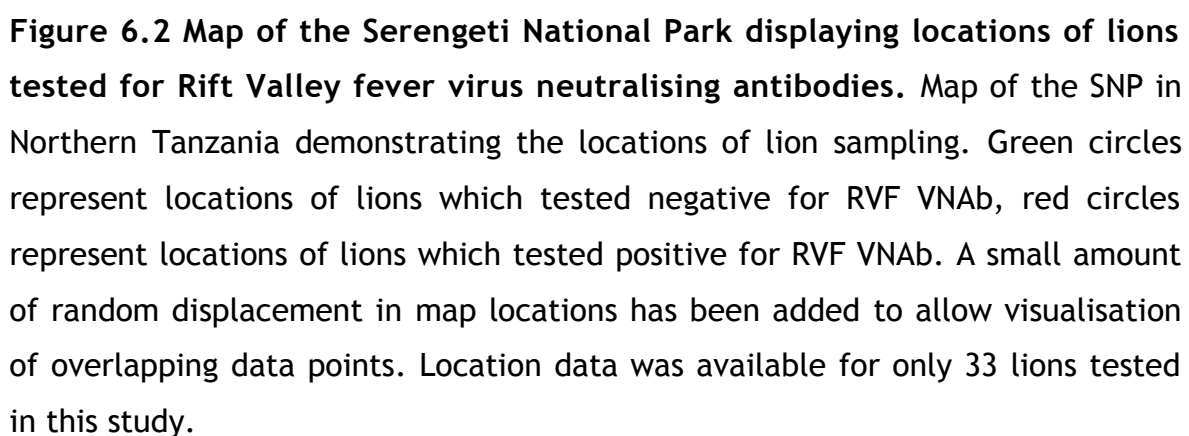 Figure 6.2 Map of the Serengeti National Park displaying locations of lions
tested for Rift Valley fever virus neutralising antibodies. Map of the SNP in
Northern Tanzania demonstrating the locations of lion sampling. Green circles
represent locations of lions which tested negative for RVF VNAb, red circles
represent locations of lions which tested positive for RVF VNAb. A small amount
of random displacement in map locations has been added to allow visualisation
of overlapping data points. Location data was available for only 33 lions tested
in this study.